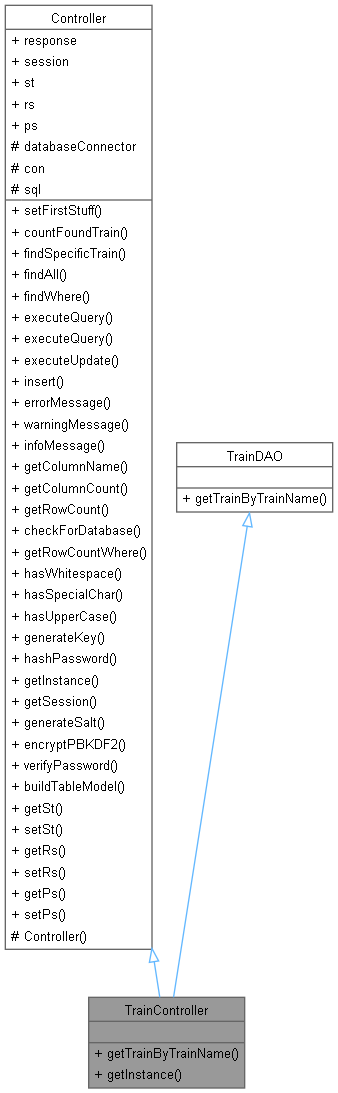 Controller
+ response
+ session
+ st
+ rs
+ ps
# databaseConnector
# con
# sql
+ setFirstStuff()
+ countFoundTrain()
+ findSpecificTrain()
+ findAll()
+ findWhere()
+ executeQuery()
+ executeQuery()
+ executeUpdate()
+ insert()
+ errorMessage()
+ warningMessage()
+ infoMessage()
+ getColumnName()
+ getColumnCount()
+ getRowCount()
+ checkForDatabase()
+ getRowCountWhere()
+ hasWhitespace()
+ hasSpecialChar()
+ hasUpperCase()
+ generateKey()
+ hashPassword()
+ getInstance()
+ getSession()
+ generateSalt()
+ encryptPBKDF2()
+ verifyPassword()
+ buildTableModel()
+ getSt()
+ setSt()
+ getRs()
+ setRs()
+ getPs()
+ setPs()
# Controller()
TrainDAO
+ getTrainByTrainName()
TrainController
+ getTrainByTrainName()
+ getInstance()